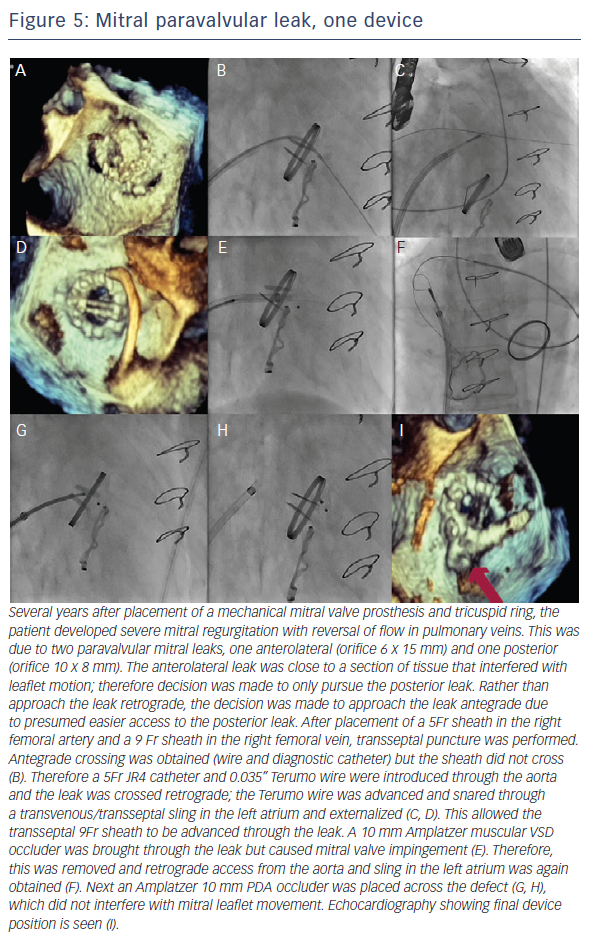 Figure 5: Mitral paravalvular leak, one device
A
B
C
D
E
F
G
H
I
Several years after placement of a mechanical mitral valve prosthesis and tricuspid ring, the
patient developed severe mitral regurgitation with reversal of flow in pulmonary veins. This was
due to two paravalvular mitral leaks, one anterolateral (orifice 6 x 15 mm) and one posterior
(orifice 10 x 8 mm). The anterolateral leak was close to a section of tissue that interfered with
leaflet motion; therefore decision was made to only pursue the posterior leak. Rather than
approach the leak retrograde, the decision was made to approach the leak antegrade due
to presumed easier access to the posterior leak. After placement of a 5Fr sheath in the right
femoral artery and a 9 Fr sheath in the right femoral vein, transseptal puncture was performed.
Antegrade crossing was obtained (wire and diagnostic catheter) but the sheath did not cross
(B). Therefore a 5Fr JR4 catheter and 0.035” Terumo wire were introduced through the aorta
and the leak was crossed retrograde; the Terumo wire was advanced and snared through
a transvenous/transseptal sling in the left atrium and externalized (C, D). This allowed the
transseptal 9Fr sheath to be advanced through the leak. A 10 mm Amplatzer muscular VSD
occluder was brought through the leak but caused mitral valve impingement (E). Therefore,
this was removed and retrograde access from the aorta and sling in the left atrium was again
obtained (F). Next an Amplatzer 10 mm PDA occluder was placed across the defect (G, H),
which did not interfere with mitral leaflet movement. Echocardiography showing final device
position is seen (I).